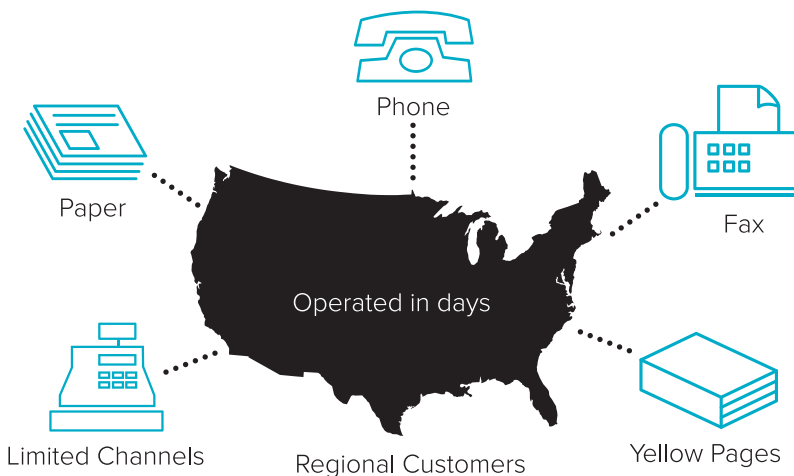 Phone
Paper
Fax
Operated in days
Limited Channels
Regional Customers
Yellow Pages